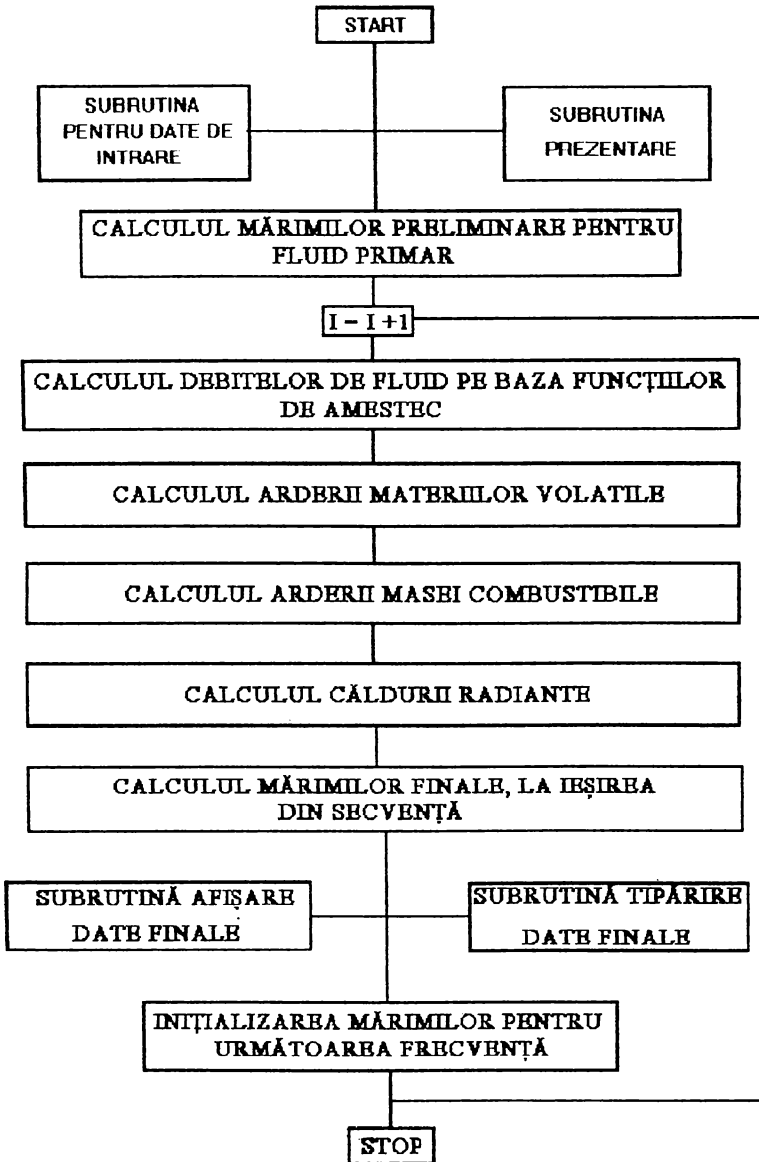 START
SUBRUTINA
PENTRU DATE DE
INTRARE
SUBRUTINA
PREZENTARE
CALCULUL MĂRIMILOR PRELIMINARE PENTRU
FLUID PRIMAR
I − I +1
CALCULUL DEBITELOR DE FLUID PE BAZA FUNCȚIILOR
DE AMESTEC
CALCULUL ARDERII MATERIILOR VOLATILE
CALCULUL ARDERII MASEI COMBUSTIBILE
CALCULUL CĂLDURII RADIANTE
CALCULUL MĂRIMILOR FINALE, LA IEȘIREA
DIN SECVENȚĂ
SUBRUTINĂ AFIȘARE
DATE FINALE
SUBRUTINĂ TIPĂRIRE
DATE FINALE
INIȚIALIZAREA MĂRIMILOR PENTRU
URMĂTOAREA FRECVENȚĂ
STOP